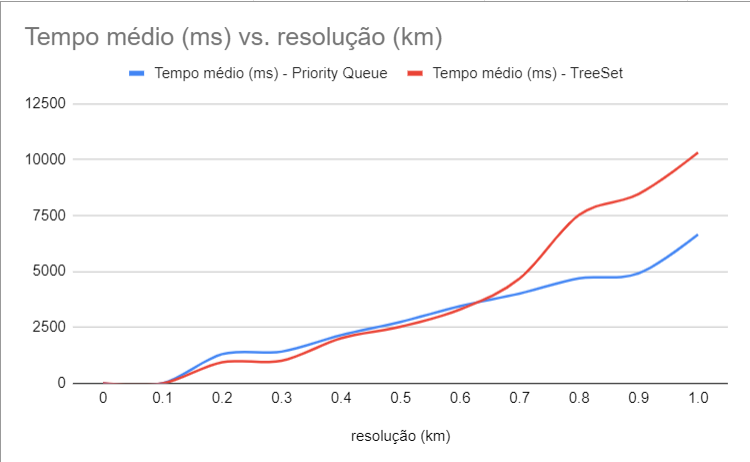 Tempo médio (ms) vs. resolução (km)
Tempo médio (ms) - Priority Queue Tempo médio (ms) - TreeSet
12500
10000
7500
5000
2500
0
0 0.1 0.2 0.3 0.4 0.5 0.6 0.7 0.8 0.9 1.0
resolução (km)